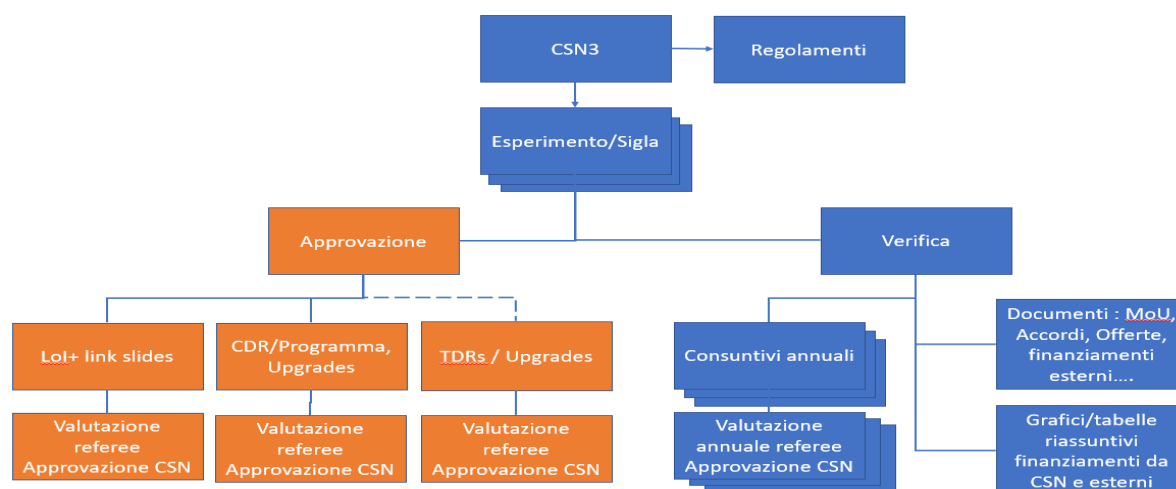 CSN3
Regolamenti
Esperimento/Sigla
Approvazione
Verifica
LoI+ link slides
CDR/Programma,
Upgrades
TDRs / Upgrades
Consuntivi annuali
Documenti : MoU,
Accordi, Offerte,
finanziamenti
esterni....
Valutazione
referee
Approvazione CSN
Valutazione
referee
Approvazione CSN
Valutazione
referee
Approvazione CSN
Valutazione
annuale referee
Approvazione CSN
Grafici/tabelle
riassuntivi
finanziamenti da
CSN e esterni